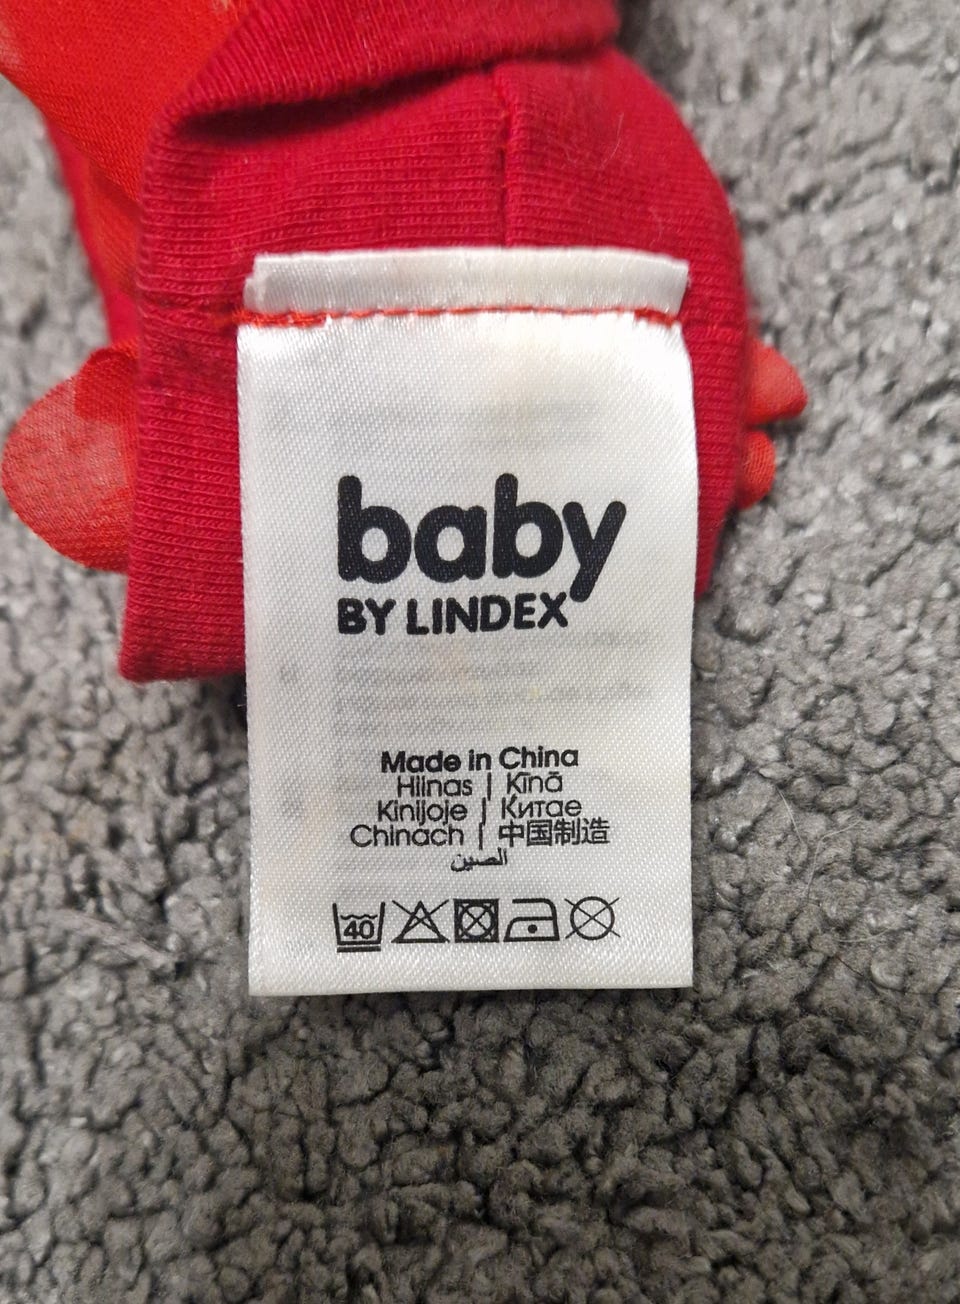 baby
BY LINDEX
Made in China
Hiinas | Ķīnā
Kinijoje | Китае
Chinach | 中国制造
الصين
40